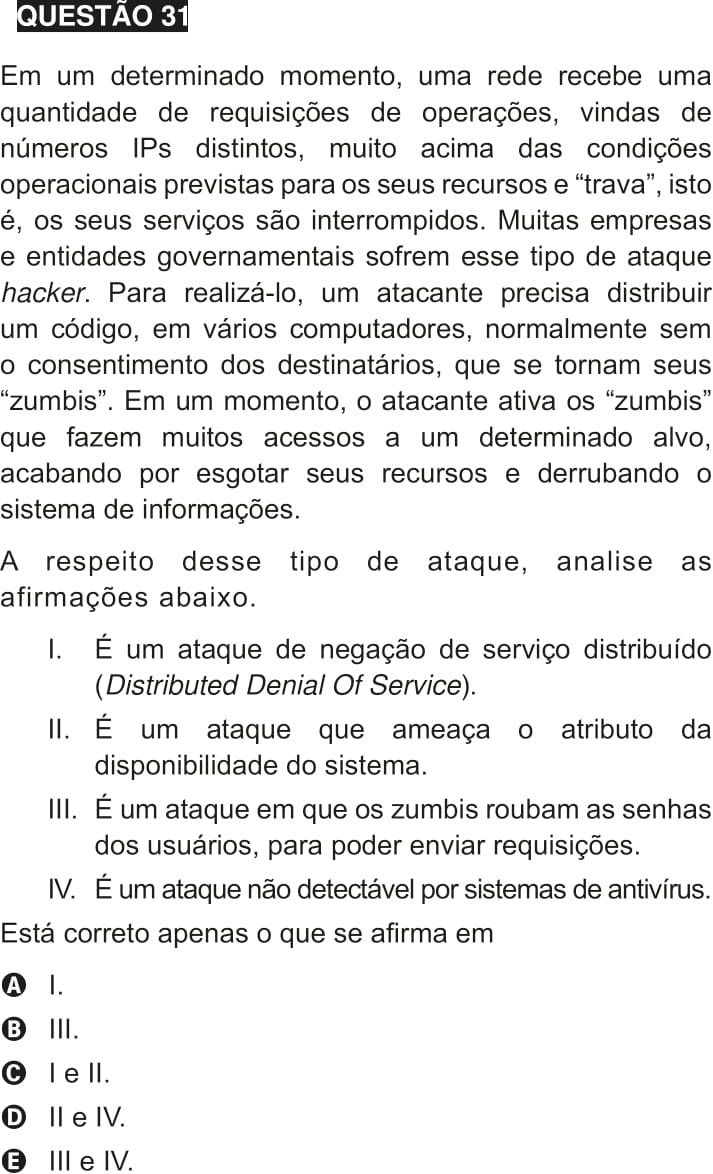 QUESTÃO 31
Em um determinado momento, uma rede recebe uma
quantidade de requisições de operações, vindas de
números IPs distintos, muito acima das condições
operacionais previstas para os seus recursos e “trava”, isto
é, os seus serviços são interrompidos. Muitas empresas
e entidades governamentais sofrem esse tipo de ataque
hacker. Para realizá-lo, um atacante precisa distribuir
um código, em vários computadores, normalmente sem
o consentimento dos destinatários, que se tornam seus
“zumbis”. Em um momento, o atacante ativa os “zumbis”
que fazem muitos acessos a um determinado alvo,
acabando por esgotar seus recursos e derrubando o
sistema de informações.
A respeito desse tipo de ataque, analise as
afirmações abaixo.
I. É um ataque de negação de serviço distribuído
(Distributed Denial Of Service).
II. É um ataque que ameaça o atributo da
disponibilidade do sistema.
III. É um ataque em que os zumbis roubam as senhas
dos usuários, para poder enviar requisições.
IV. É um ataque não detectável por sistemas de antivírus.
Está correto apenas o que se afirma em
A I.
B III.
C I e II.
D II e IV.
E III e IV.